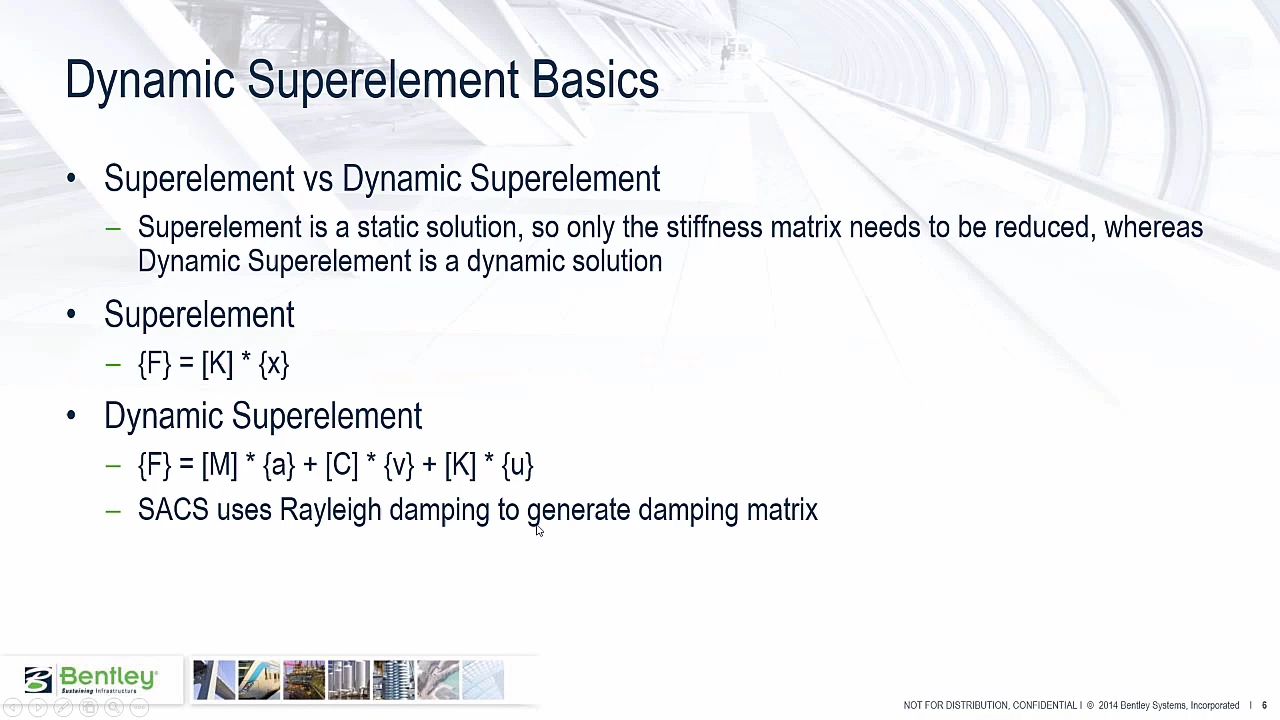 Dynamic Superelement Basics
• Superelement vs Dynamic Superelement
– Superelement is a static solution, so only the stiffness matrix needs to be reduced, whereas
Dynamic Superelement is a dynamic solution
• Superelement
– {F} = [K] * {x}
• Dynamic Superelement
– {F} = [M] * {a} + [C] * {v} + [K] * {u}
– SACS uses Rayleigh damping to generate damping matrix
Bentley®
Sustaining Infrastructure
NOT FOR DISTRIBUTION, CONFIDENTIAL I © 2014 Bentley Systems, Incorporated I 6